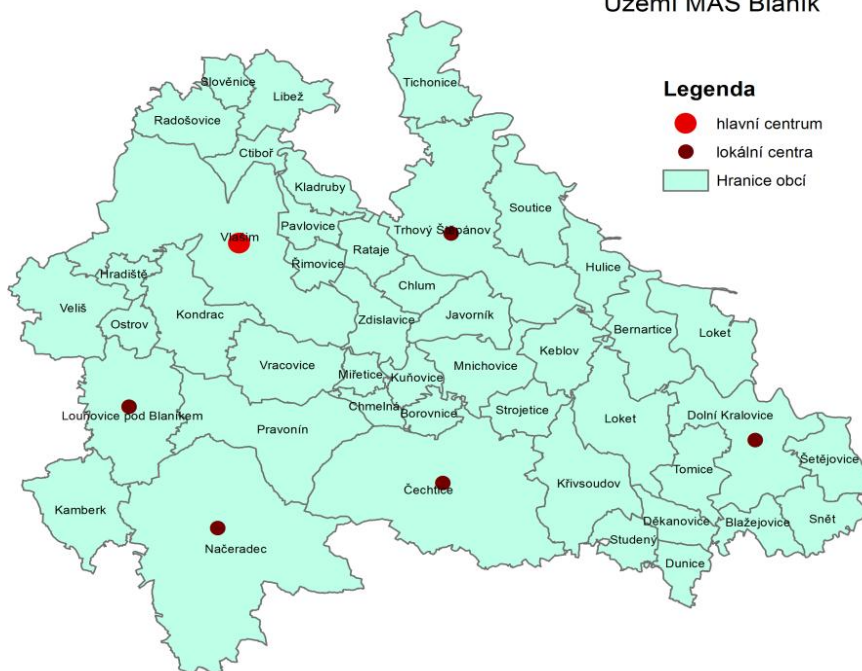 Území MAS Blaník
Legenda
hlavní centrum
lokální centra
Hranice obcí
Tichonice
Slověnice
Libež
Radošovice
Ctiboř
Kladruby
Soutice
Pavlovice
Trhový Štěpánov
Vlašim
Rataje
Římovice
Hulice
Hradiště
Chlum
Veliš
Kondrac
Ostrov
Zdislavice
Javorník
Bernartice
Loket
Keblov
Vracovice
Miřetice
Kuňovice
Mnichovice
Chmelná
Borovnice
Strojetice
Louňovice pod Blaníkem
Dolní Kralovice
Loket
Pravonín
Šetějovice
Tomice
Čechtice
Křivsoudov
Kamberk
Děkanovice
Blažejovice
Snět
Načeradec
Studený
Dunice